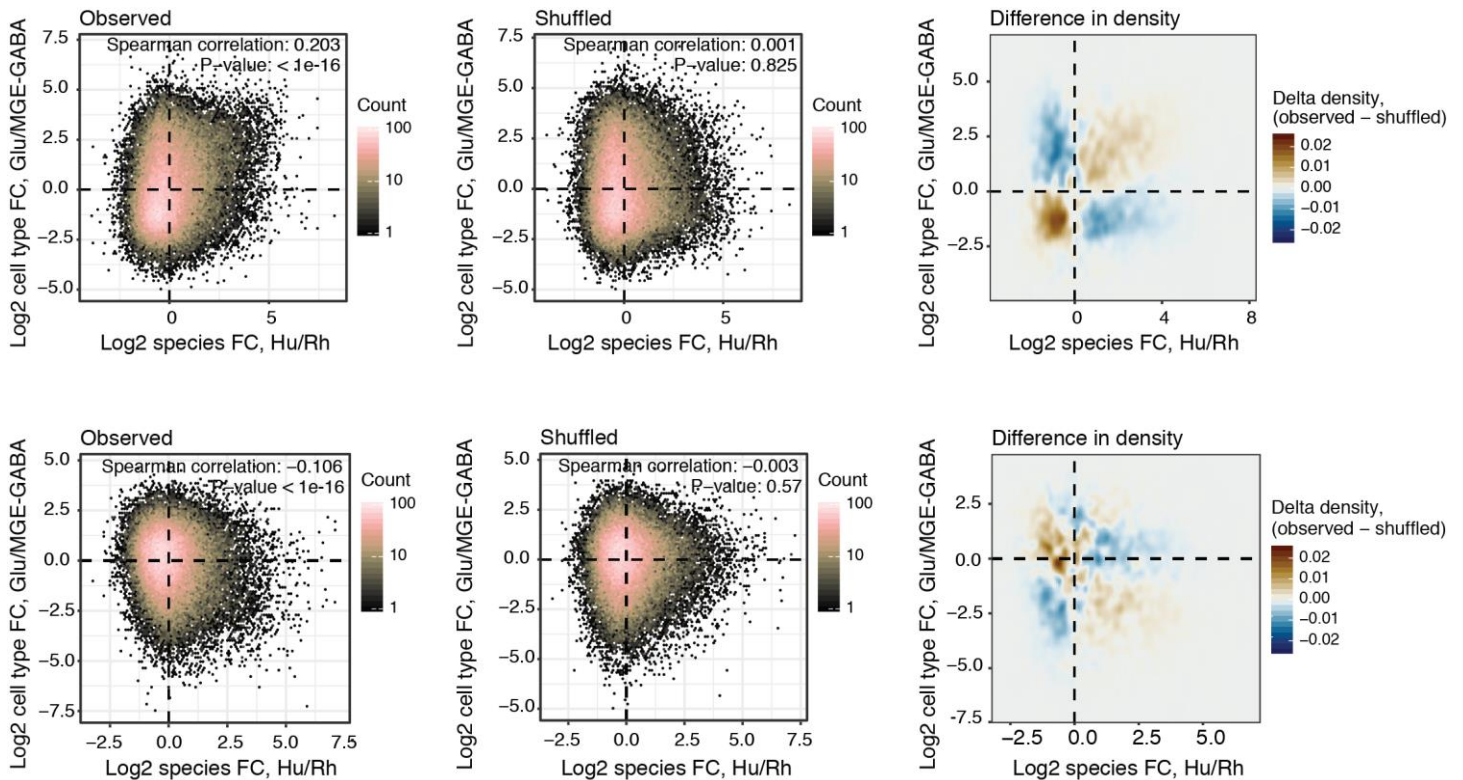 Observed
Spearman correlation: 0.203
P-value: < 1e-16
Log2 cell type FC, Glu/MGE-GABA
7.5
5.0
2.5
0.0
−2.5
−5.0
0
5
Log2 species FC, Hu/Rh
Count
100
10
1
Shuffled
Spearman correlation: 0.001
P-value: 0.825
Log2 cell type FC, Glu/MGE-GABA
7.5
5.0
2.5
0.0
−2.5
−5.0
0
5
Log2 species FC, Hu/Rh
Count
100
10
1
Difference in density
Log2 cell type FC, Glu/MGE-GABA
5.0
2.5
0.0
−2.5
0
4
8
Log2 species FC, Hu/Rh
Delta density,
(observed − shuffled)
0.02
0.01
0.00
−0.01
−0.02
Observed
Spearman correlation: −0.106
P-value < 1e-16
Log2 cell type FC, Glu/MGE-GABA
5.0
2.5
0.0
−2.5
−5.0
−7.5
−2.5
0.0
2.5
5.0
7.5
Log2 species FC, Hu/Rh
Count
100
10
1
Shuffled
Spearman correlation: −0.003
P-value: 0.57
Log2 cell type FC, Glu/MGE-GABA
5.0
2.5
0.0
−2.5
−5.0
−5.0
−2.5
0.0
2.5
5.0
7.5
Log2 species FC, Hu/Rh
Count
100
10
1
Difference in density
Log2 cell type FC, Glu/MGE-GABA
2.5
0.0
−2.5
−5.0
−7.5
−2.5
0.0
2.5
5.0
Log2 species FC, Hu/Rh
Delta density,
(observed − shuffled)
0.02
0.01
0.00
−0.01
−0.02